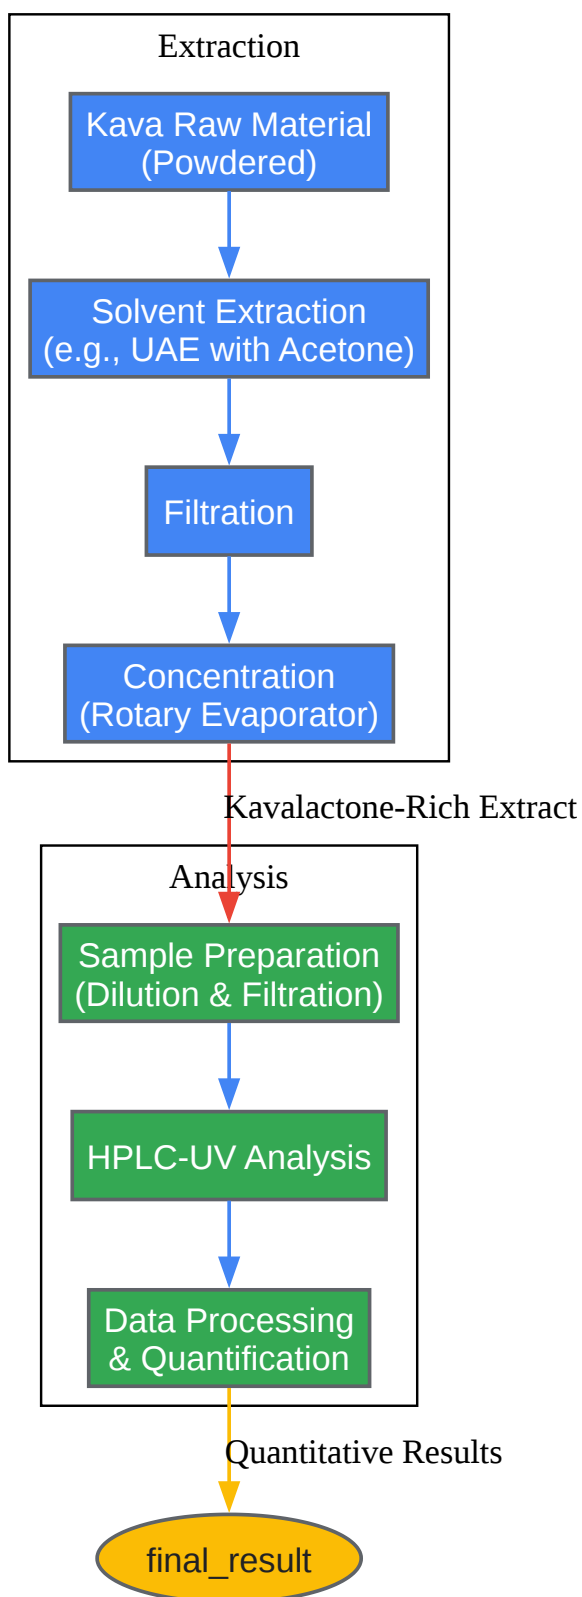 Extraction
Kava Raw Material
(Powdered)
Solvent Extraction
(e.g., UAE with Acetone)
Filtration
Concentration
(Rotary Evaporator)
Kavalactone-Rich Extract
Analysis
Sample Preparation
(Dilution & Filtration)
HPLC-UV Analysis
Data Processing
& Quantification
Quantitative Results
final_result